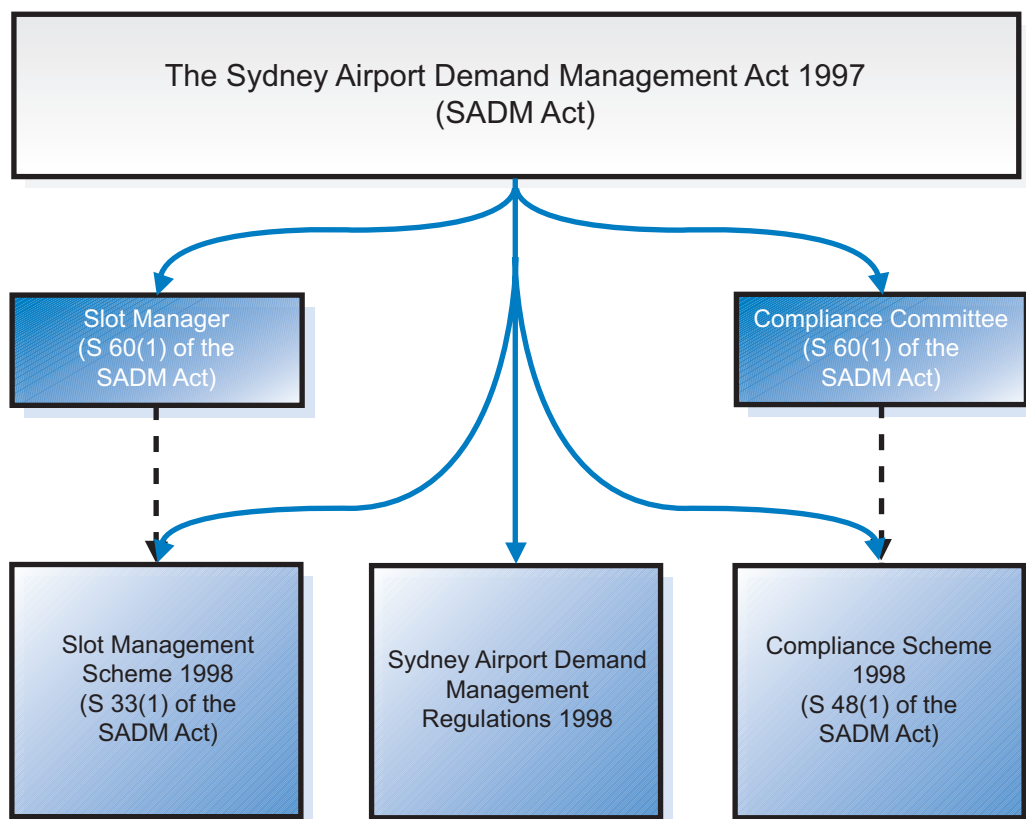 The Sydney Airport Demand Management Act 1997
(SADM Act)
Slot Manager
(S 60(1) of the
SADM Act)
Compliance Committee
(S 60(1) of the
SADM Act)
Slot Management
Scheme 1998
(S 33(1) of the
SADM Act)
Sydney Airport Demand
Management
Regulations 1998
Compliance Scheme
1998
(S 48(1) of the
SADM Act)